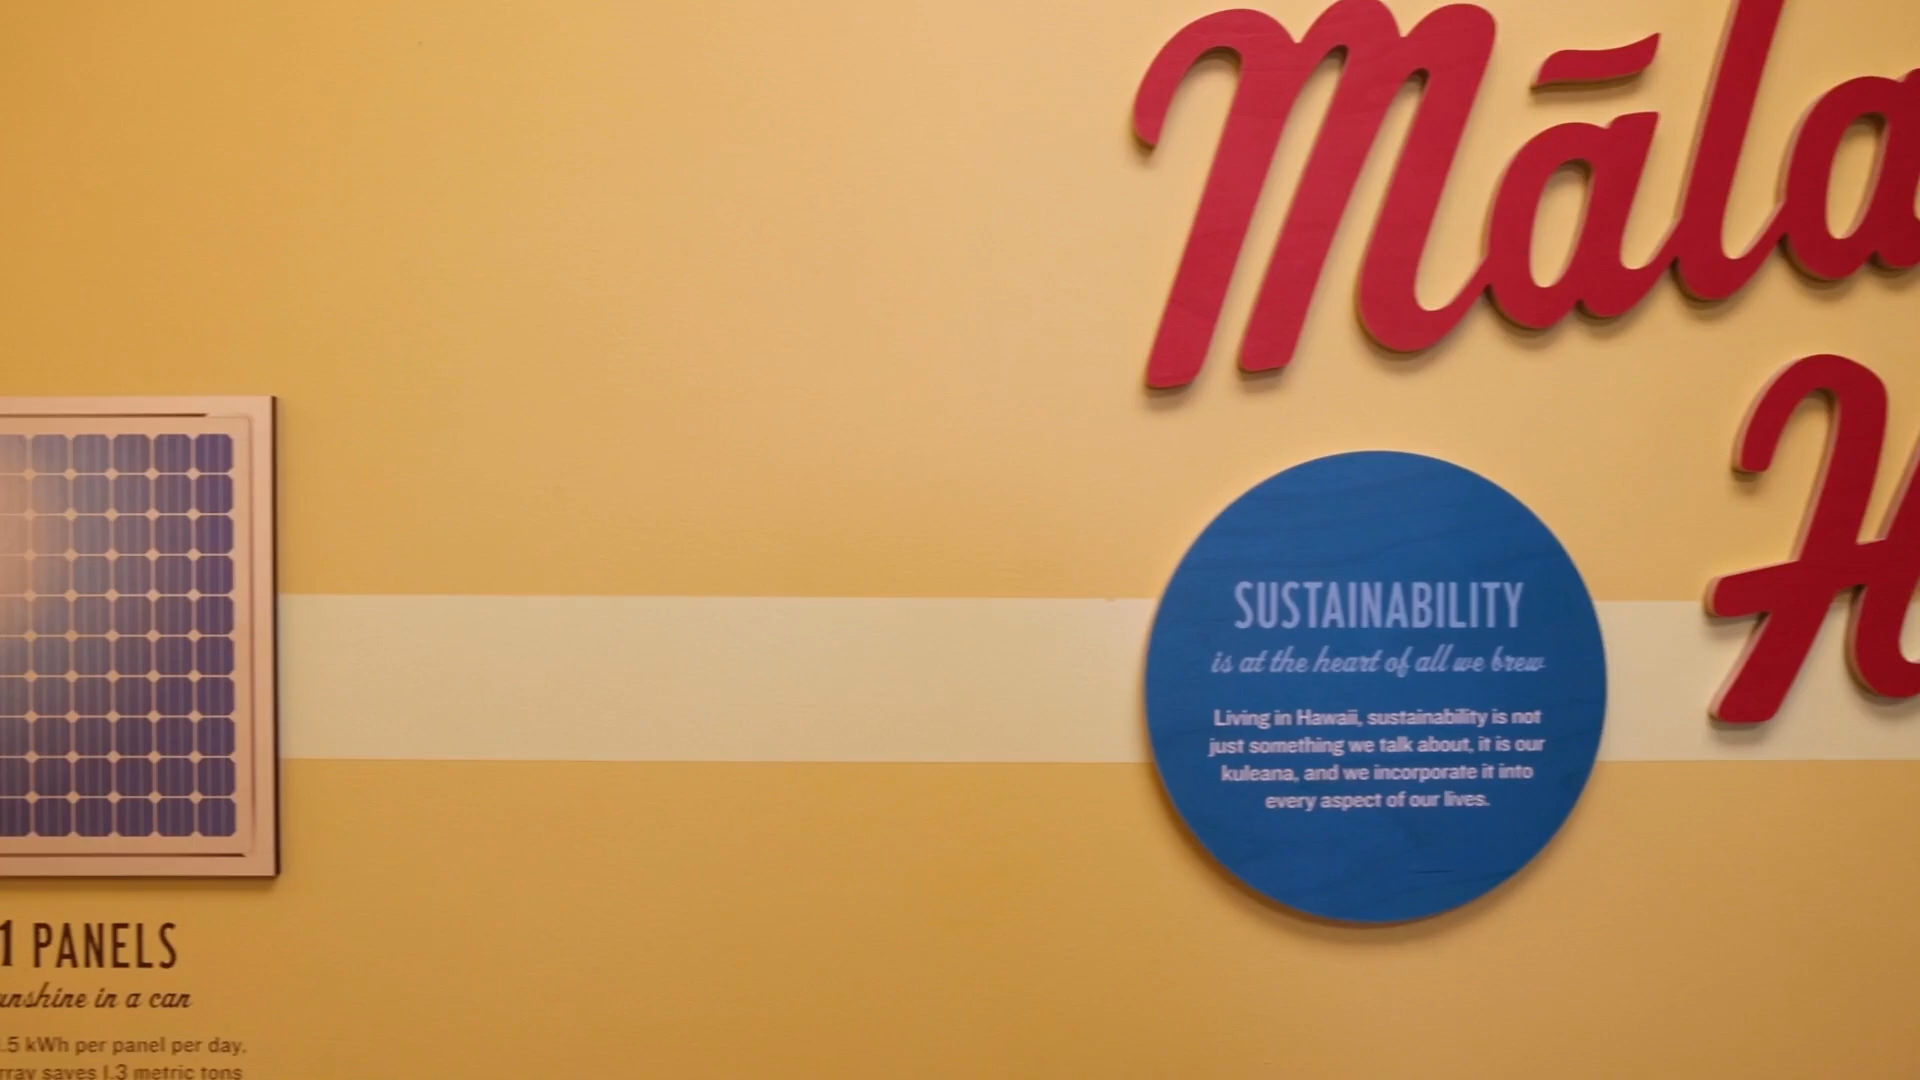 Māla
H
SUSTAINABILITY
is at the heart of all we brew
Living in Hawaii, sustainability is not
just something we talk about, it is our
kuleana, and we incorporate it into
every aspect of our lives.
1 PANELS
unshine in a can
.5 kWh per panel per day.
rray saves 1.3 metric tons